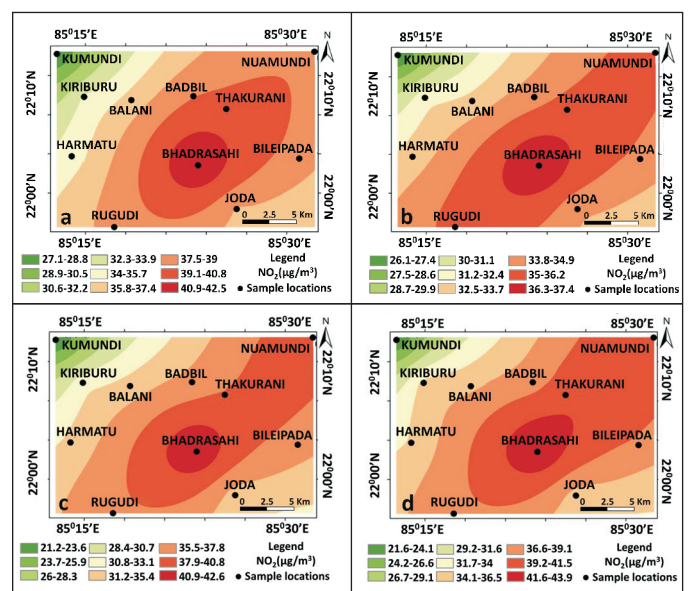 85⁰15'E 85⁰30'E N
KUMUNDI NUAMUNDI
KIRIBURU BADBIL
BALANI THAKURANI
HARMATU BHADRASAHI BILEIPADA
JODA
RUGUDI
22⁰10'N
22⁰00'N
a
0 2.5 5 Km
85⁰15'E 85⁰30'E
27.1-28.8 32.3-33.9 37.5-39 Legend
28.9-30.5 34-35.7 39.1-40.8 NO₂(µg/m³)
30.6-32.2 35.8-37.4 40.9-42.5 Sample locations
85⁰15'E 85⁰30'E N
KUMUNDI NUAMUNDI
KIRIBURU BADBIL
BALANI THAKURANI
HARMATU BHADRASAHI BILEIPADA
JODA
RUGUDI
22⁰10'N
22⁰00'N
b
0 2.5 5 Km
85⁰15'E 85⁰30'E
26.1-27.4 30-31.1 33.8-34.9 Legend
27.5-28.6 31.2-32.4 35-36.2 NO₂(µg/m³)
28.7-29.9 32.5-33.7 36.3-37.4 Sample locations
85⁰15'E 85⁰30'E N
KUMUNDI NUAMUNDI
KIRIBURU BADBIL
BALANI THAKURANI
HARMATU BHADRASAHI BILEIPADA
JODA
RUGUDI
22⁰10'N
22⁰00'N
c
0 2.5 5 Km
85⁰15'E 85⁰30'E
21.2-23.6 28.4-30.7 35.5-37.8 Legend
23.7-25.9 30.8-33.1 37.9-40.8 NO₂(µg/m³)
26-28.3 31.2-35.4 40.9-42.6 Sample locations
85⁰15'E 85⁰30'E N
KUMUNDI NUAMUNDI
KIRIBURU BADBIL
BALANI THAKURANI
HARMATU BHADRASAHI BILEIPADA
JODA
RUGUDI
22⁰10'N
22⁰00'N
d
0 2.5 5 Km
85⁰15'E 85⁰30'E
21.6-24.1 29.2-31.6 36.6-39.1 Legend
24.2-26.6 31.7-34 39.2-41.5 NO₂(µg/m³)
26.7-29.1 34.1-36.5 41.6-43.9 Sample locations